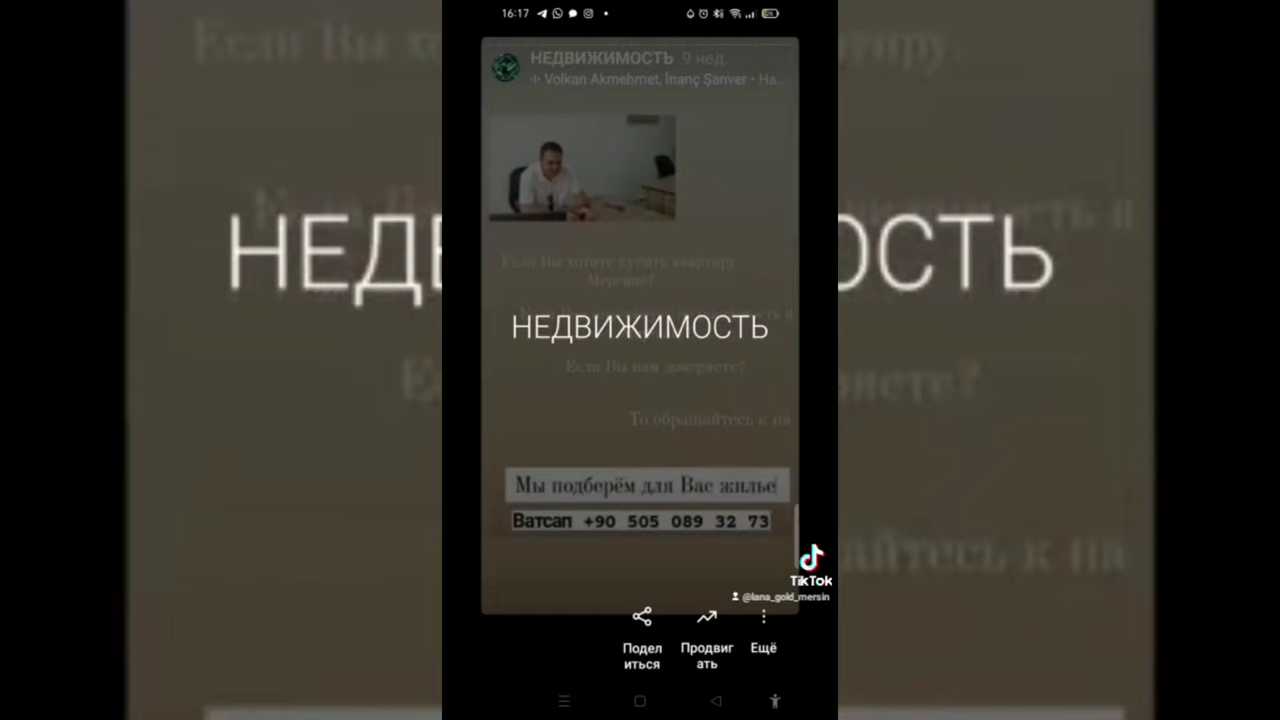 16:17
НЕДВИЖИМОСТЬ 9 нед.
Volkan Akmehmet, İnanç Şanver • Ha...
Если Вы хотите купить квартиру...
Мерсине?
НЕДВИЖИМОСТЬ
Если Вы нам доверяете?
То обращайтесь к на
Мы подберём для Вас жилье
Ватсап +90 505 089 32 73
TikTok
@lana_gold_mersin
Подел
иться
Продвиг
ать
Ещё